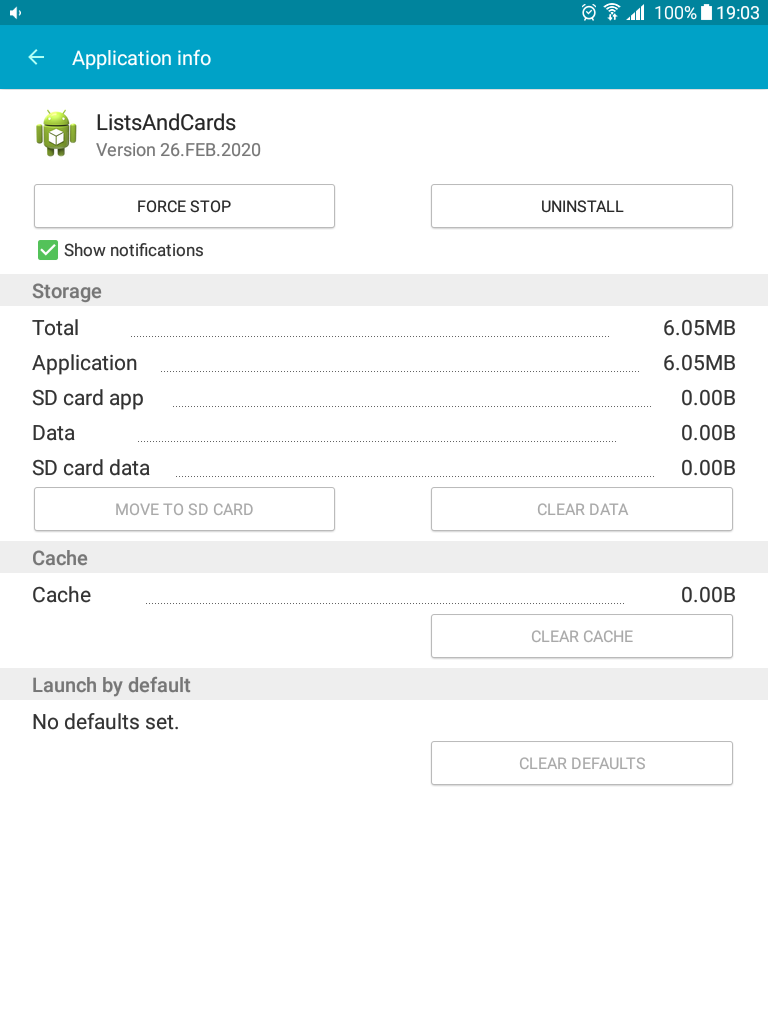 100% 19:03
Application info
ListsAndCards
Version 26.FEB.2020
FORCE STOP UNINSTALL
Show notifications
Storage
Total 6.05MB
Application 6.05MB
SD card app 0.00B
Data 0.00B
SD card data 0.00B
MOVE TO SD CARD CLEAR DATA
Cache
Cache 0.00B
CLEAR CACHE
Launch by default
No defaults set.
CLEAR DEFAULTS